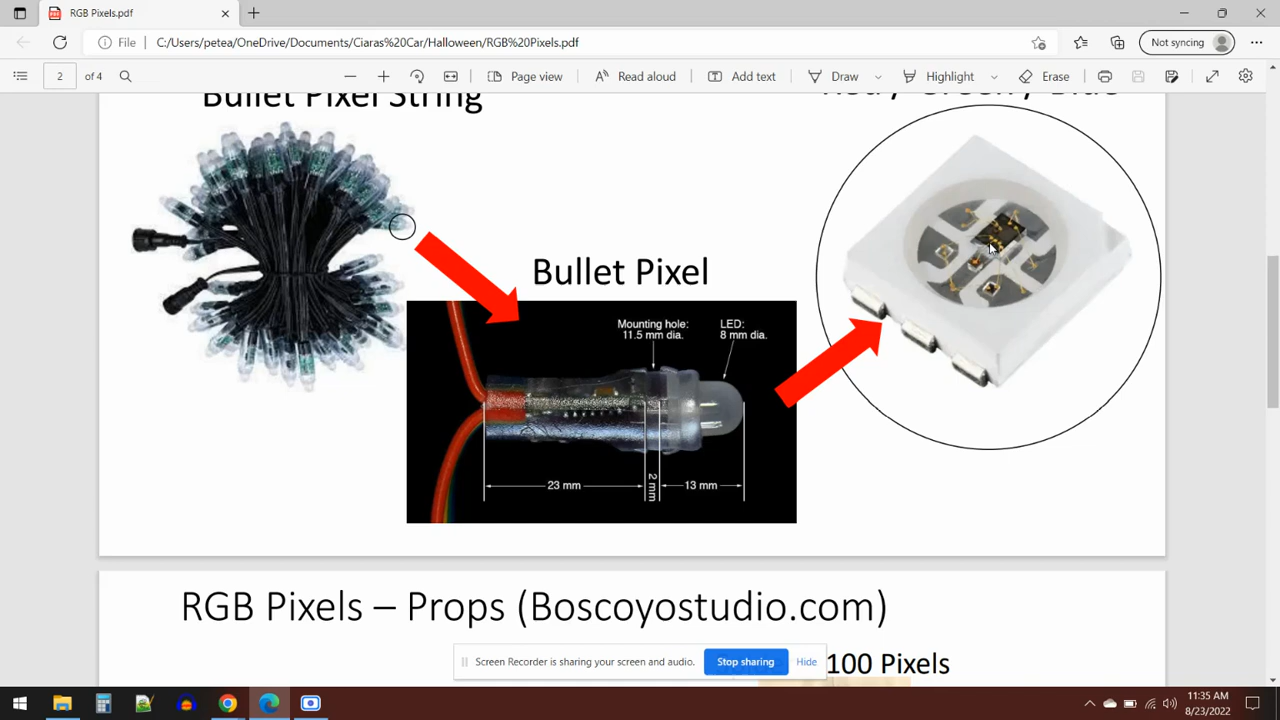 RGB Pixels.pdf
File
C:/Users/petea/OneDrive/Documents/Ciaras%20Car/Halloween/RGB%20Pixels.pdf
Not syncing
2 of 4
Page view
Read aloud
Add text
Draw
Highlight
Erase
Bullet Pixel String
Bullet Pixel
Mounting hole:
11.5 mm dia.
LED:
8 mm dia.
23 mm
2 mm
13 mm
RGB Pixels – Props (Boscoyostudio.com)
100 Pixels
Screen Recorder is sharing your screen and audio.
Stop sharing
Hide
11:35 AM
8/23/2022